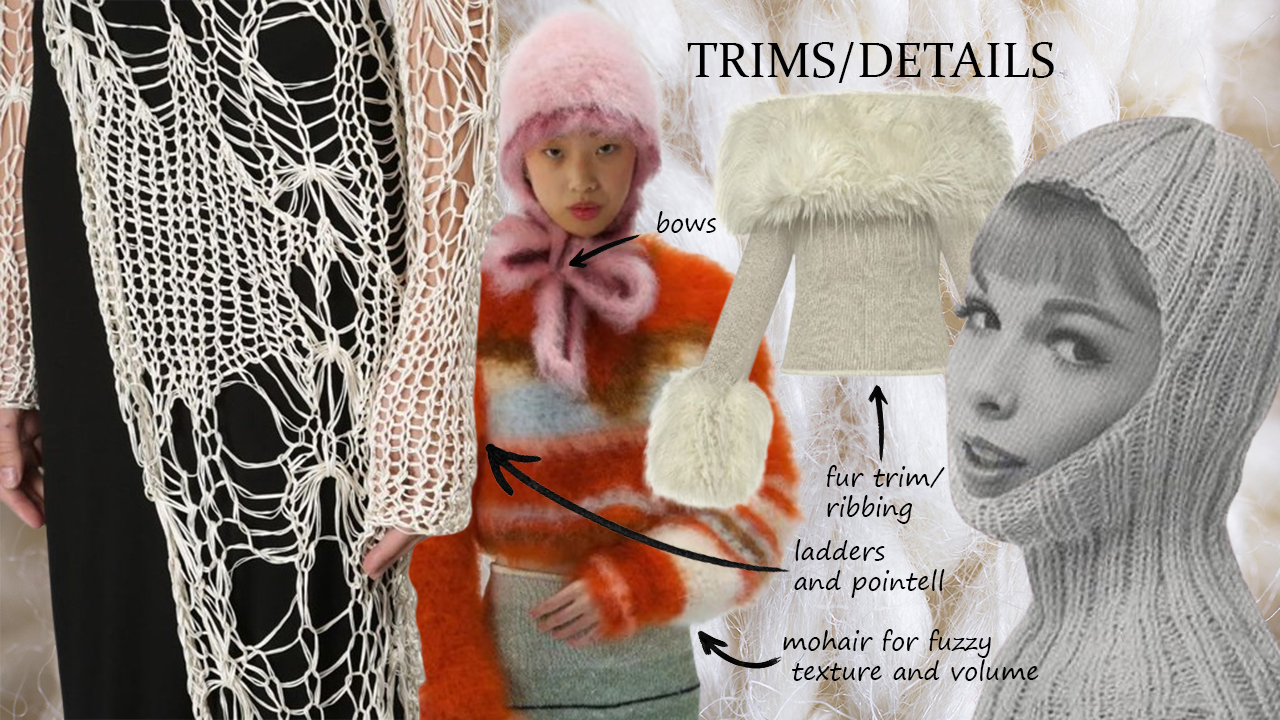 TRIMS/DETAILS
bows
fur trim/
ribbing
ladders
and pointell
mohair for fuzzy
texture and volume